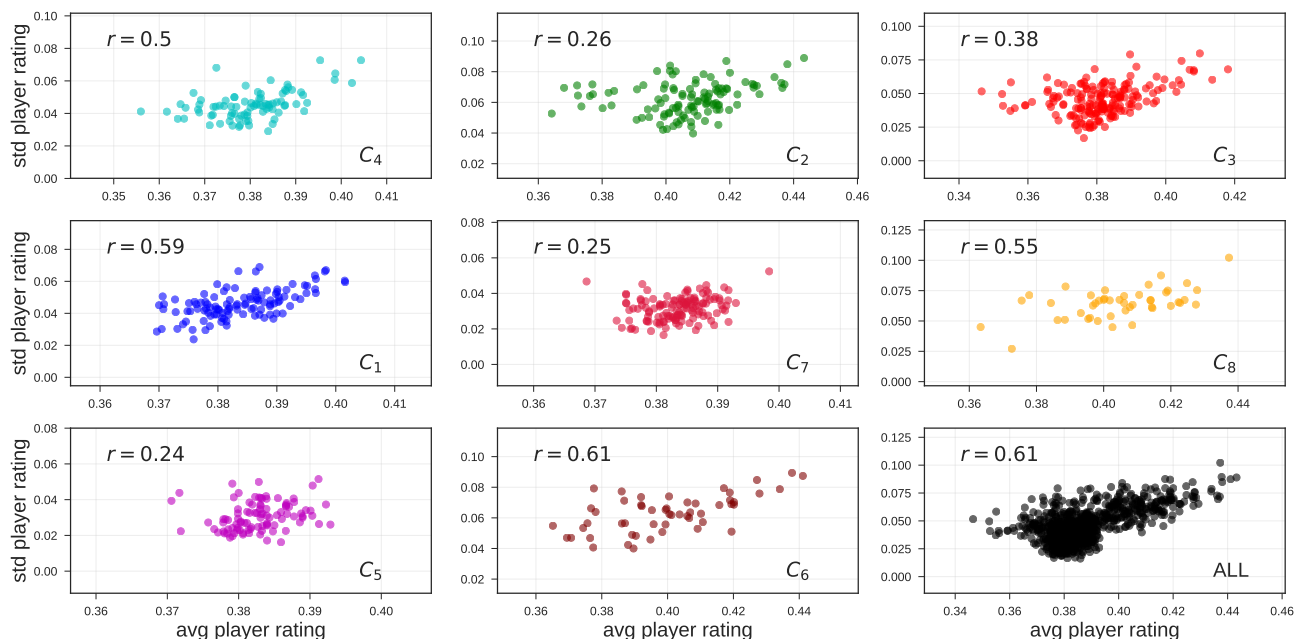 std player rating
0.10
0.08
0.06
0.04
0.02
0.00
r = 0.5
C4
0.35 0.36 0.37 0.38 0.39 0.40 0.41
0.10
0.08
0.06
0.04
0.02
r = 0.26
C2
0.36 0.38 0.40 0.42 0.44 0.46
0.100
0.075
0.050
0.025
0.000
r = 0.38
C3
0.34 0.36 0.38 0.40 0.42
std player rating
0.08
0.06
0.04
0.02
0.00
r = 0.59
C1
0.36 0.37 0.38 0.39 0.40 0.41
0.08
0.06
0.04
0.02
0.00
r = 0.25
C7
0.36 0.37 0.38 0.39 0.40 0.41
0.125
0.100
0.075
0.050
0.025
0.000
r = 0.55
C8
0.36 0.38 0.40 0.42 0.44
std player rating
0.08
0.06
0.04
0.02
0.00
r = 0.24
C5
0.36 0.37 0.38 0.39 0.40
avg player rating
0.10
0.08
0.06
0.04
0.02
r = 0.61
C6
0.36 0.38 0.40 0.42 0.44
avg player rating
0.125
0.100
0.075
0.050
0.025
0.000
r = 0.61
ALL
0.34 0.36 0.38 0.40 0.42 0.44 0.46
avg player rating